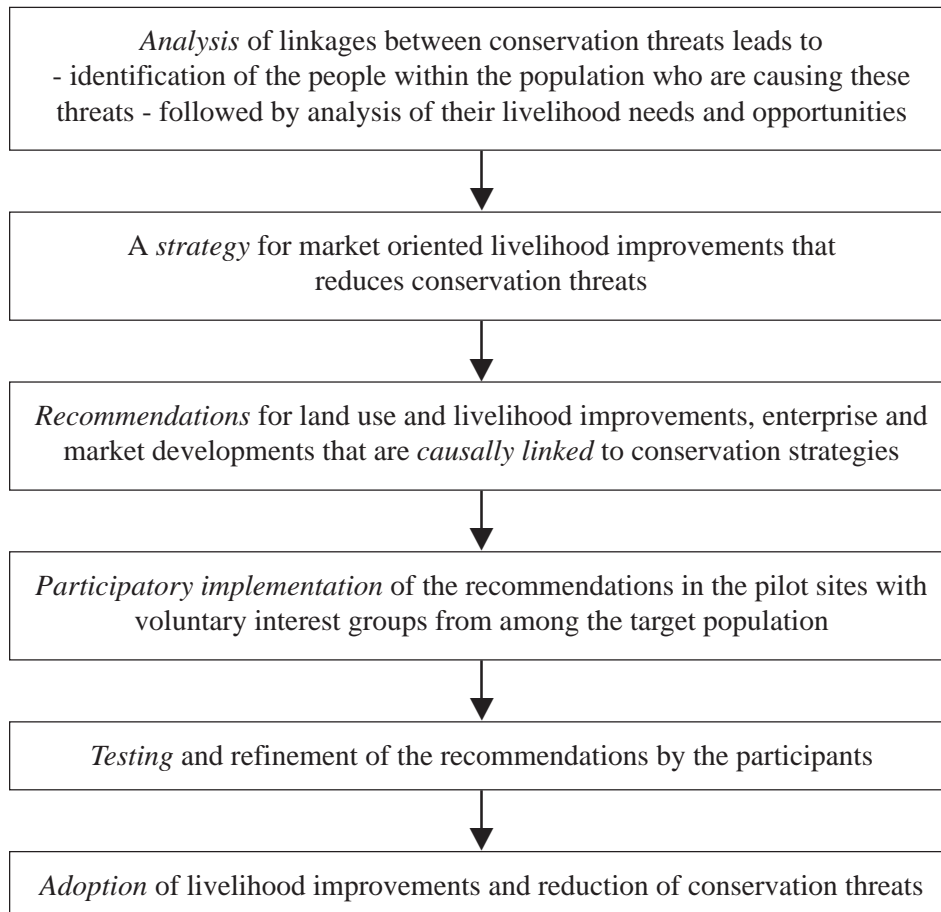 Analysis of linkages between conservation threats leads to
- identification of the people within the population who are causing these
threats - followed by analysis of their livelihood needs and opportunities
A strategy for market oriented livelihood improvements that
reduces conservation threats
Recommendations for land use and livelihood improvements, enterprise and
market developments that are causally linked to conservation strategies
Participatory implementation of the recommendations in the pilot sites with
voluntary interest groups from among the target population
Testing and refinement of the recommendations by the participants
Adoption of livelihood improvements and reduction of conservation threats